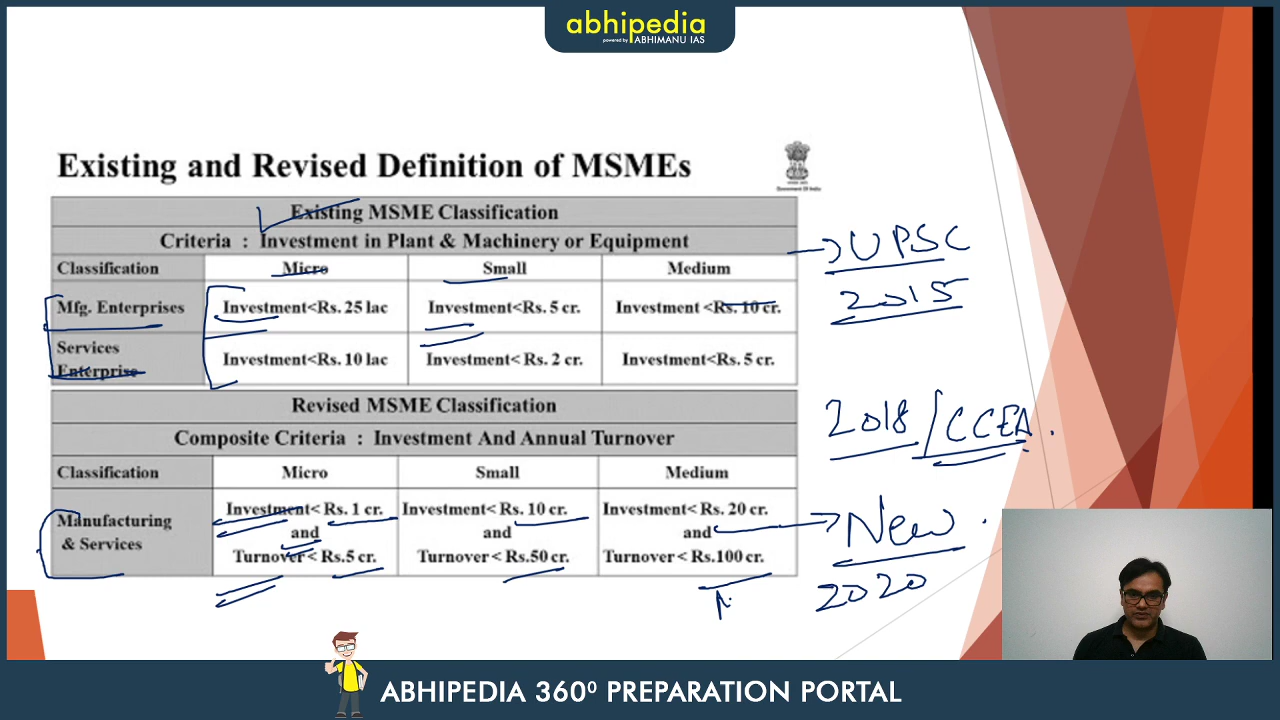 abhipedia
powered by ABHIMANU IAS
Existing and Revised Definition of MSMEs
Government Of India
Existing MSME Classification
Criteria : Investment in Plant & Machinery or Equipment
Classification Micro Small Medium
Mfg. Enterprises Investment<Rs. 25 lac Investment<Rs. 5 cr. Investment <Rs. 10 cr.
Services Enterprise Investment<Rs. 10 lac Investment< Rs. 2 cr. Investment<Rs. 5 cr.
Revised MSME Classification
Composite Criteria : Investment And Annual Turnover
Classification Micro Small Medium
Manufacturing & Services
Investment< Rs. 1 cr. and Turnover < Rs.5 cr.
Investment< Rs. 10 cr. and Turnover < Rs.50 cr.
Investment< Rs. 20 cr. and Turnover < Rs.100 cr.
UPSC
2015
2018 / CCEA.
New
2020
ABHIPEDIA 360⁰ PREPARATION PORTAL